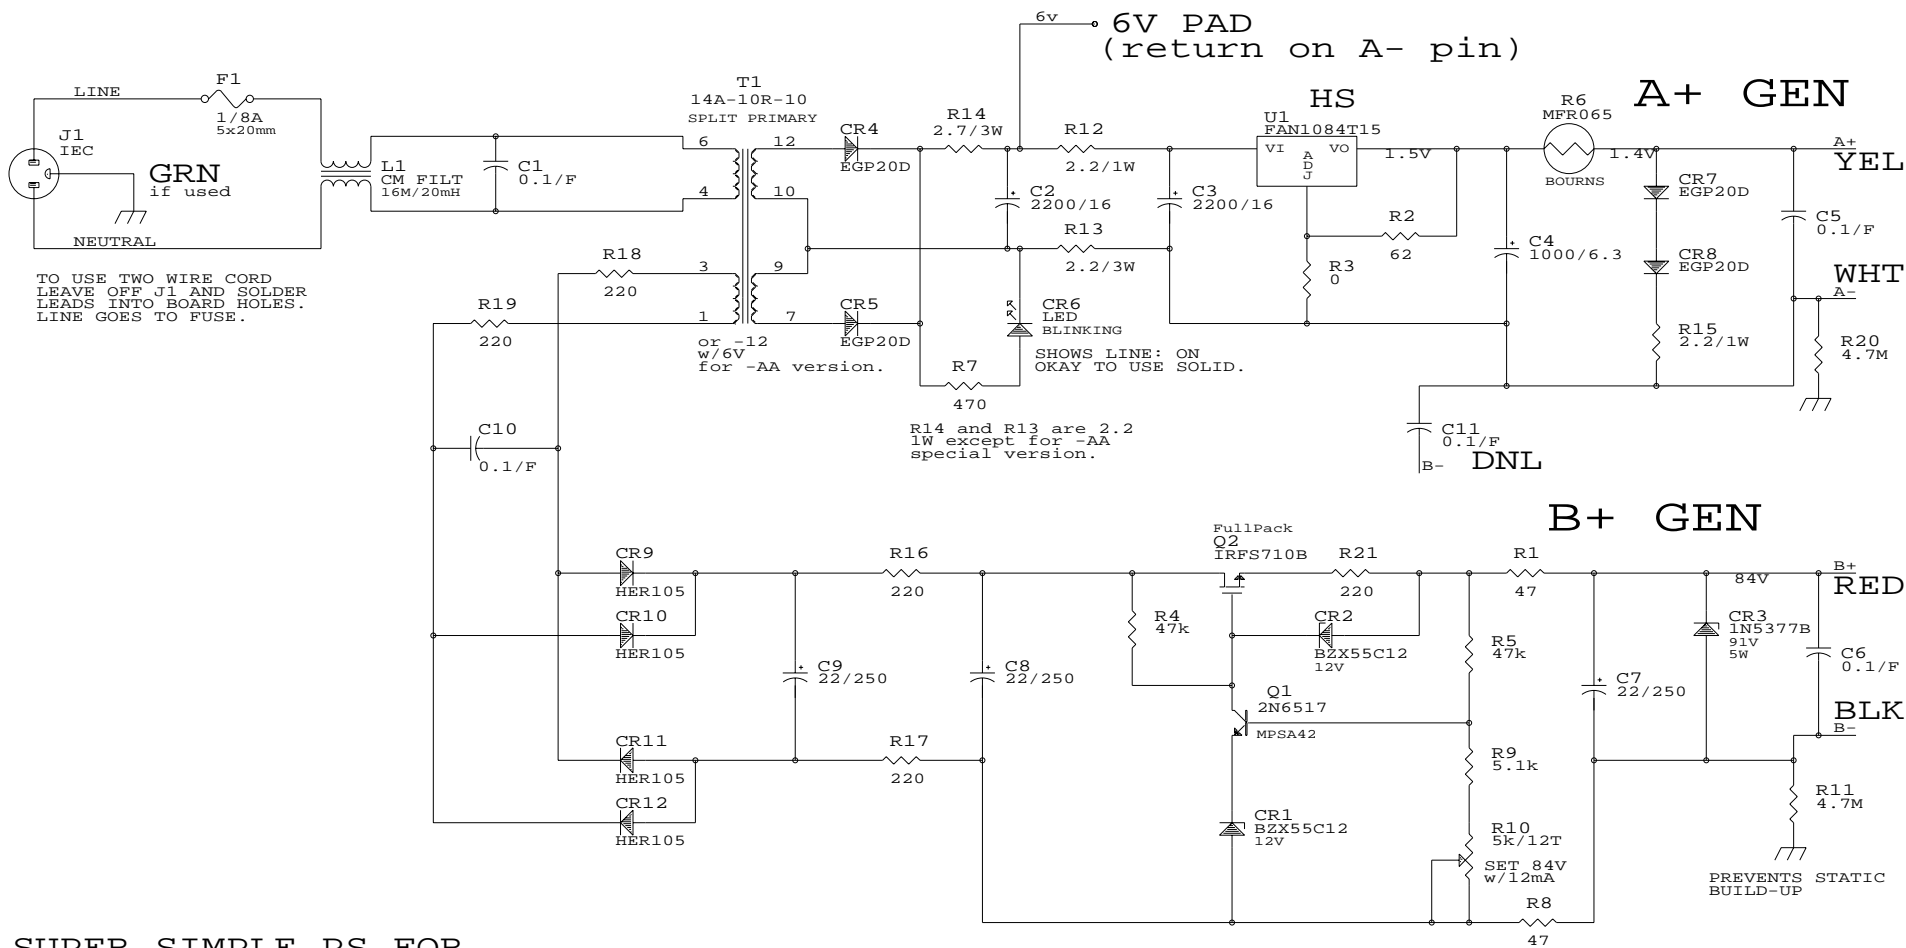 6v
6V PAD
(return on A- pin)
LINE
F1
1/8A
5x20mm
J1
IEC
GRN
if used
NEUTRAL
TO USE TWO WIRE CORD
LEAVE OFF J1 AND SOLDER
LEADS INTO BOARD HOLES.
LINE GOES TO FUSE.
L1
CM FILT
16M/20mH
C1
0.1/F
T1
14A-10R-10
SPLIT PRIMARY
6
12
4
10
3
9
1
7
or -12
w/6V
for -AA version.
R18
220
R19
220
CR4
EGP20D
CR5
EGP20D
R14
2.7/3W
R12
2.2/1W
C2
2200/16
R13
2.2/3W
C3
2200/16
CR6
LED
BLINKING
SHOWS LINE: ON
OKAY TO USE SOLID.
R7
470
R14 and R13 are 2.2
1W except for -AA
special version.
HS
U1
FAN1084T15
VI
VO
ADJ
1.5V
R2
62
R3
0
C4
1000/6.3
R6
MFR065
BOURNS
1.4V
A+ GEN
A+
YEL
CR7
EGP20D
CR8
EGP20D
R15
2.2/1W
C5
0.1/F
WHT
A-
R20
4.7M
C11
0.1/F
B-
DNL
C10
0.1/F
CR9
HER105
CR10
HER105
CR11
HER105
CR12
HER105
R16
220
C9
22/250
C8
22/250
R17
220
B+ GEN
FullPack
Q2
IRFS710B
R21
220
R1
47
R4
47k
CR2
BZX55C12
12V
R5
47k
Q1
2N6517
MPSA42
R9
5.1k
CR1
BZX55C12
12V
R10
5k/12T
SET 84V
w/12mA
R8
47
C7
22/250
84V
CR3
1N5377B
91V
5W
C6
0.1/F
B+
RED
BLK
B-
R11
4.7M
PREVENTS STATIC
BUILD-UP
SUPER SIMPLE PS FOR